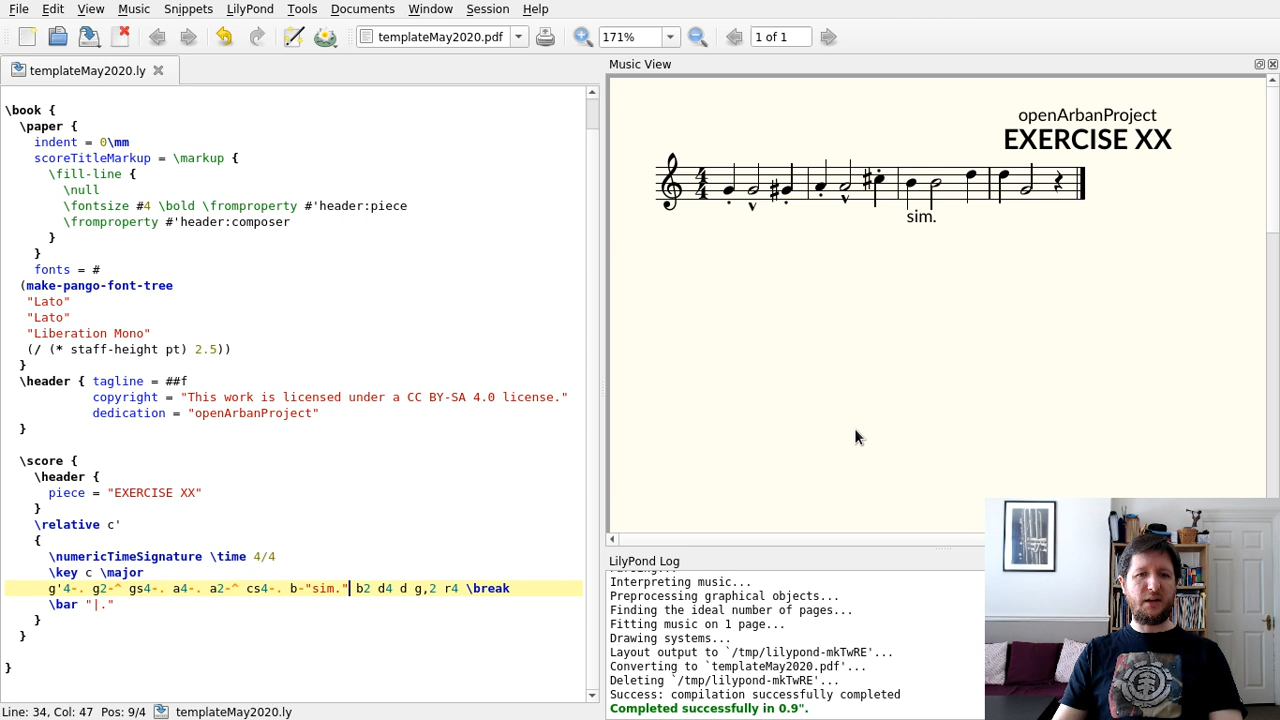 File Edit View Music Snippets LilyPond Tools Documents Window Session Help
templateMay2020.pdf 171% 1 of 1
templateMay2020.ly
Music View
\book {
\paper {
indent = 0\mm
scoreTitleMarkup = \markup {
\fill-line {
\null
\fontsize #4 \bold \fromproperty #'header:piece
\fromproperty #'header:composer
}
}
fonts = #
(make-pango-font-tree
"Lato"
"Lato"
"Liberation Mono"
(/ (* staff-height pt) 2.5))
}
\header { tagline = ##f
copyright = "This work is licensed under a CC BY-SA 4.0 license."
dedication = "openArbanProject"
}
\score {
\header {
piece = "EXERCISE XX"
}
\relative c'
{
\numericTimeSignature \time 4/4
\key c \major
g'4-. g2-^ gs4-. a4-. a2-^ cs4-. b-"sim." b2 d4 d g,2 r4 \break
\bar "|."
}
}
}
openArbanProject
EXERCISE XX
4
4
sim.
LilyPond Log
Interpreting music...
Preprocessing graphical objects...
Finding the ideal number of pages...
Fitting music on 1 page...
Drawing systems...
Layout output to `/tmp/lilypond-mkTwRE'...
Converting to `templateMay2020.pdf'...
Deleting `/tmp/lilypond-mkTwRE'...
Success: compilation successfully completed
Completed successfully in 0.9".
Line: 34, Col: 47 Pos: 9/4 templateMay2020.ly